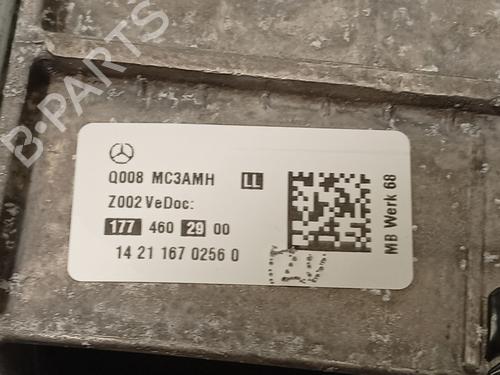 B-PARTS
Q008 MC3AMH LL
Z002 VeDoc:
177 460 29 00
14 21 167 0256 0
MB Werk 68